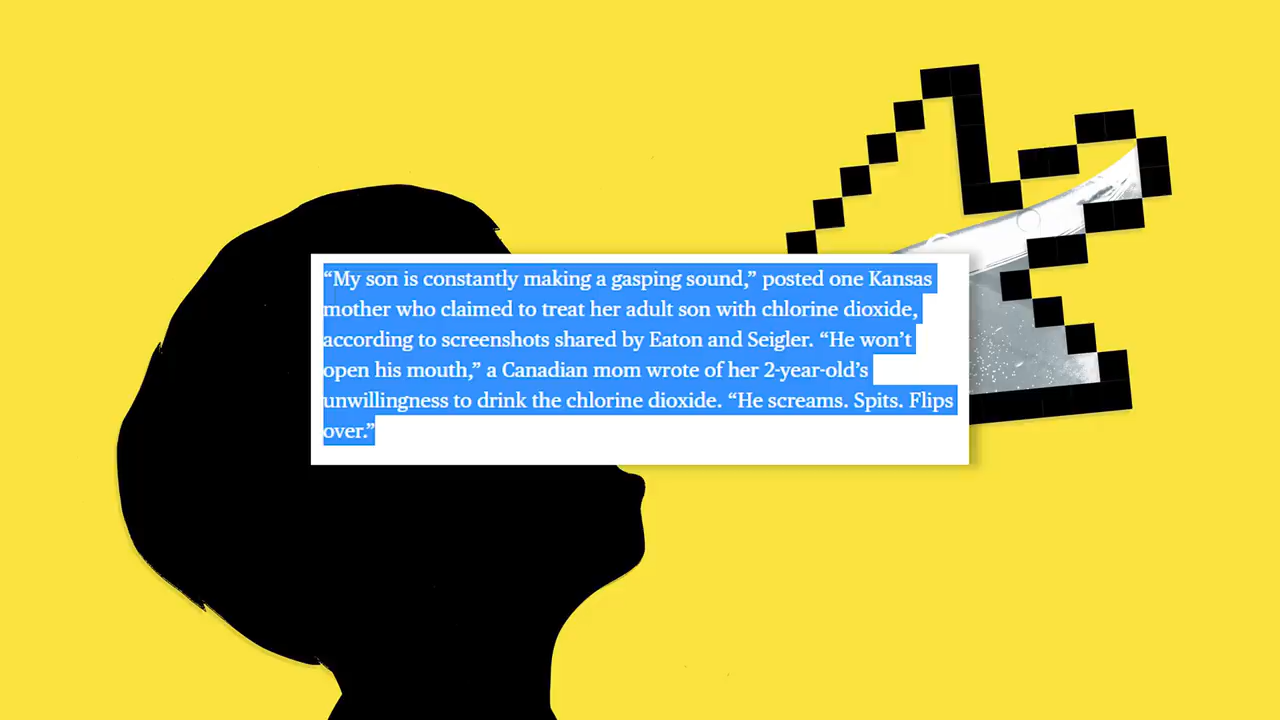 “My son is constantly making a gasping sound,” posted one Kansas
mother who claimed to treat her adult son with chlorine dioxide,
according to screenshots shared by Eaton and Seigler. “He won’t
open his mouth,” a Canadian mom wrote of her 2-year-old’s
unwillingness to drink the chlorine dioxide. “He screams. Spits. Flips
over.”